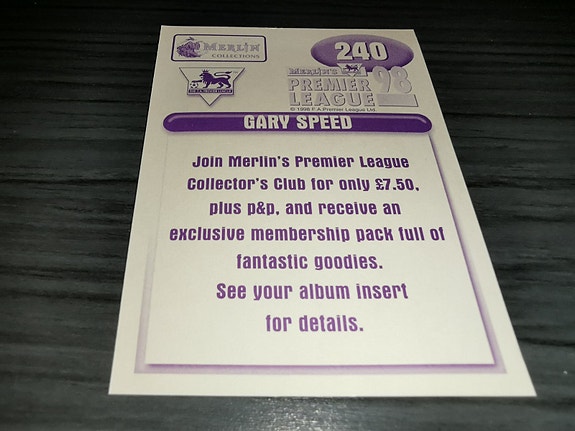 MERLIN
COLLECTIONS
240
MERLIN'S
PREMIER
LEAGUE
98
© 1998 F.A.Premier League Ltd.
GARY SPEED
Join Merlin's Premier League
Collector's Club for only £7.50,
plus p&p, and receive an
exclusive membership pack full of
fantastic goodies.
See your album insert
for details.